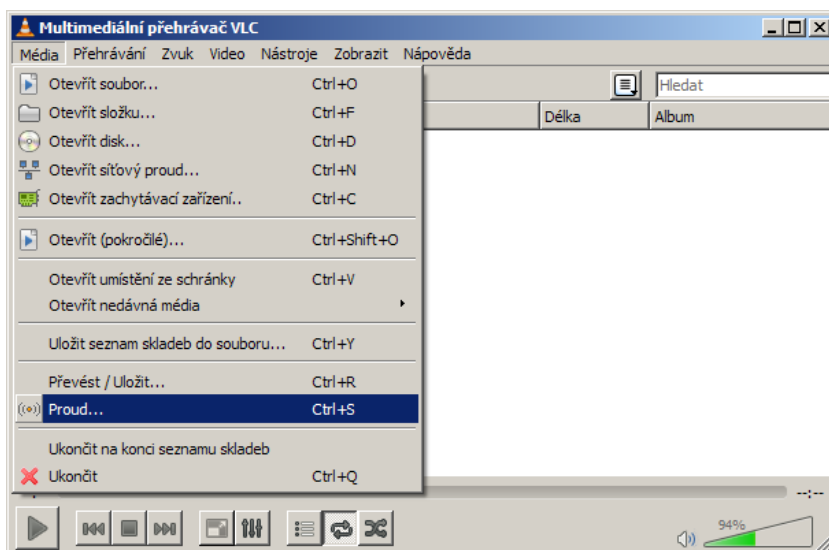 Multimediální přehrávač VLC
Média Přehrávání Zvuk Video Nástroje Zobrazit Nápověda
Otevřít soubor... Ctrl+O
Hledat
Otevřít složku... Ctrl+F
Délka Album
Otevřít disk... Ctrl+D
Otevřít síťový proud... Ctrl+N
Otevřít zachytávací zařízení.. Ctrl+C
Otevřít (pokročilé)... Ctrl+Shift+O
Otevřít umístění ze schránky Ctrl+V
Otevřít nedávná média
Uložit seznam skladeb do souboru... Ctrl+Y
Převést / Uložit... Ctrl+R
Proud... Ctrl+S
Ukončit na konci seznamu skladeb
Ukončit Ctrl+Q
--:--
94%